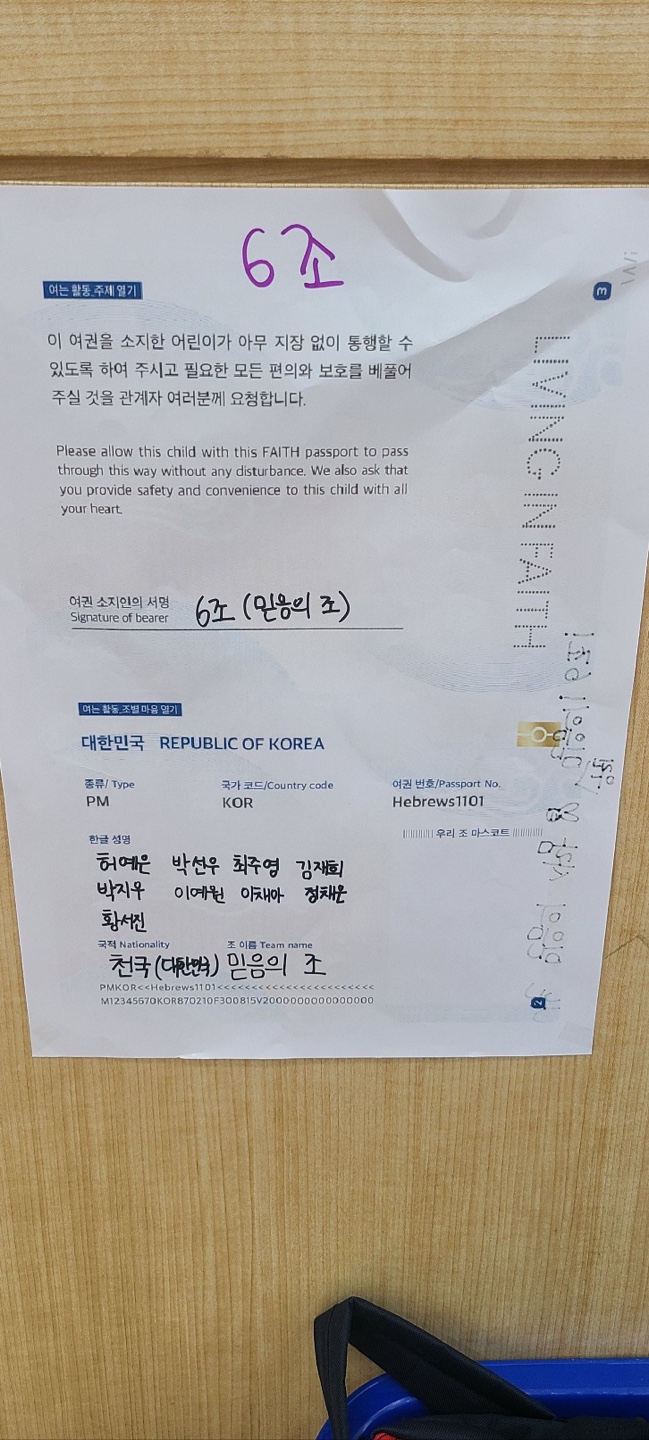 6조
여는 활동_주제 열기
이 여권을 소지한 어린이가 아무 지장 없이 통행할 수
있도록 하여 주시고 필요한 모든 편의와 보호를 베풀어
주실 것을 관계자 여러분께 요청합니다.
Please allow this child with this FAITH passport to pass
through this way without any disturbance. We also ask that
you provide safety and convenience to this child with all
your heart.
여권 소지인의 서명
Signature of bearer
6조 (믿음의 조)
3
LIVING IN FAITH
여는 활동_조별 마음 열기
대한민국 REPUBLIC OF KOREA
종류/ Type
PM
국가 코드/Country code
KOR
여권 번호/Passport No.
Hebrews1101
우리 조 마스코트
한글 성명
허예은 박선우 최주영 김재희
박지우 이예원 이채아 정채운
황서진
국적 Nationality
천국(대한민국)
조 이름 Team name
믿음의 조
PMKOR<<Hebrews1101<<<<<<<<<<<<<<<<<<<<<<<<
M12345670KOR870210F300815V2000000000000000
2